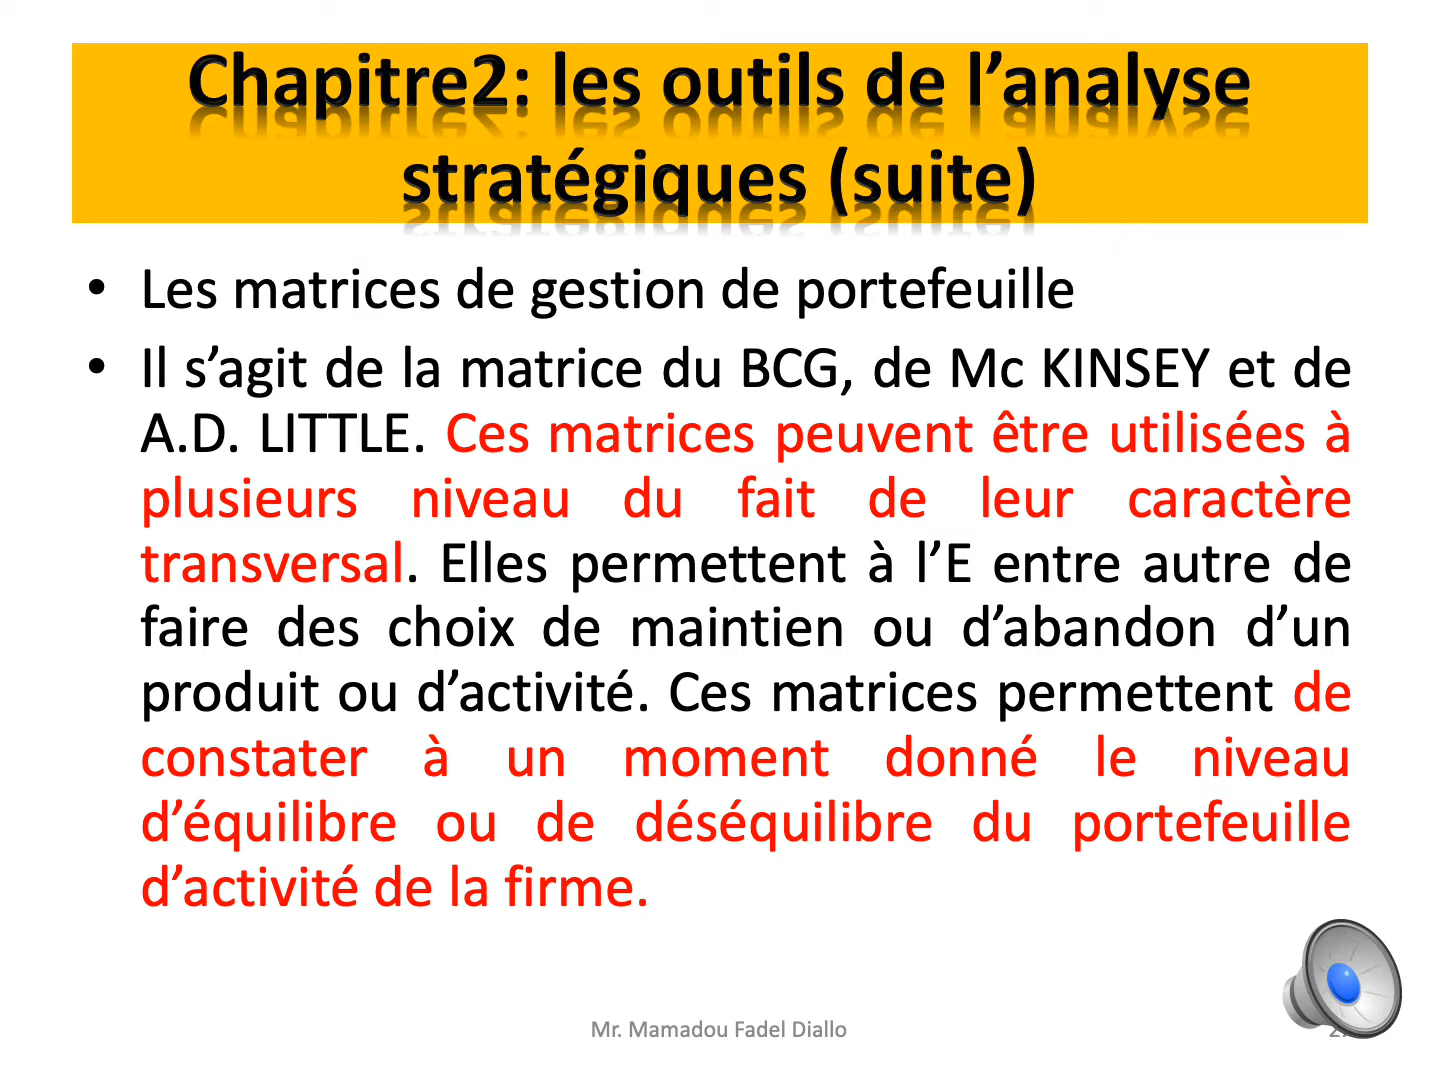 Chapitre2: les outils de l’analyse
stratégiques (suite)
• Les matrices de gestion de portefeuille
• Il s’agit de la matrice du BCG, de Mc KINSEY et de
A.D. LITTLE. Ces matrices peuvent être utilisées à
plusieurs niveau du fait de leur caractère
transversal. Elles permettent à l’E entre autre de
faire des choix de maintien ou d’abandon d’un
produit ou d’activité. Ces matrices permettent de
constater à un moment donné le niveau
d’équilibre ou de déséquilibre du portefeuille
d’activité de la firme.
Mr. Mamadou Fadel Diallo